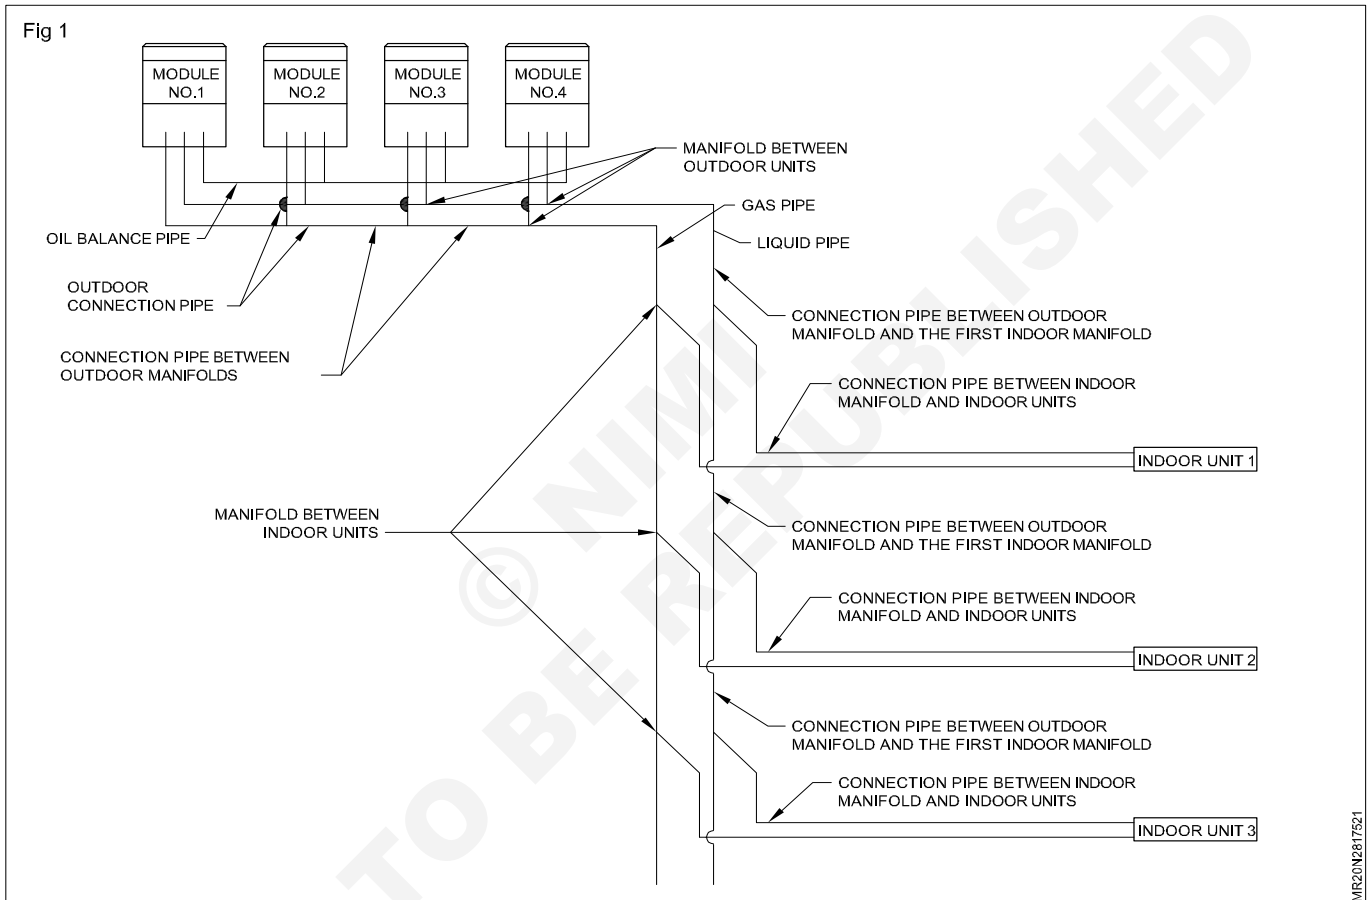 Fig 1
MODULE
NO.1
MODULE
NO.2
MODULE
NO.3
MODULE
NO.4
MANIFOLD BETWEEN
OUTDOOR UNITS
GAS PIPE
LIQUID PIPE
OIL BALANCE PIPE
OUTDOOR
CONNECTION PIPE
CONNECTION PIPE BETWEEN OUTDOOR
MANIFOLD AND THE FIRST INDOOR MANIFOLD
CONNECTION PIPE BETWEEN
OUTDOOR MANIFOLDS
CONNECTION PIPE BETWEEN INDOOR
MANIFOLD AND INDOOR UNITS
INDOOR UNIT 1
MANIFOLD BETWEEN
INDOOR UNITS
CONNECTION PIPE BETWEEN OUTDOOR
MANIFOLD AND THE FIRST INDOOR MANIFOLD
CONNECTION PIPE BETWEEN INDOOR
MANIFOLD AND INDOOR UNITS
INDOOR UNIT 2
CONNECTION PIPE BETWEEN OUTDOOR
MANIFOLD AND THE FIRST INDOOR MANIFOLD
CONNECTION PIPE BETWEEN INDOOR
MANIFOLD AND INDOOR UNITS
INDOOR UNIT 3
MR20N2817521
© NIMI
TO BE REPUBLISHED